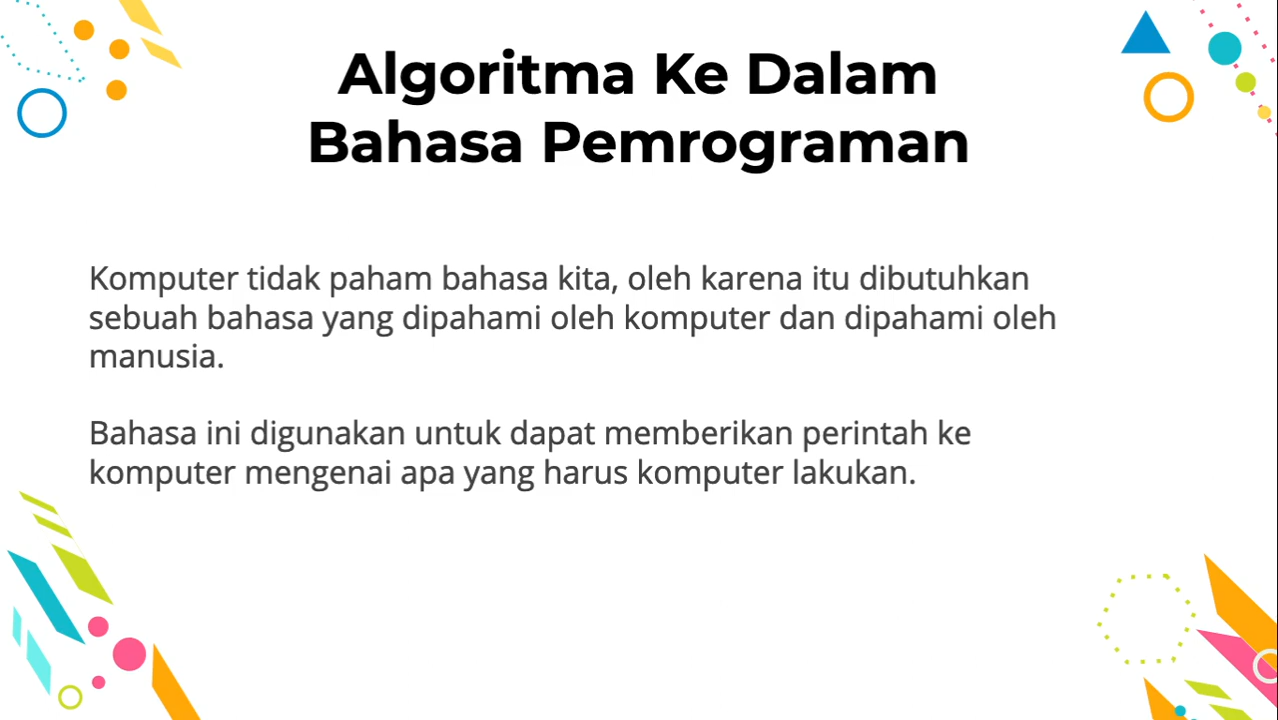 Algoritma Ke Dalam
Bahasa Pemrograman
Komputer tidak paham bahasa kita, oleh karena itu dibutuhkan
sebuah bahasa yang dipahami oleh komputer dan dipahami oleh
manusia.
Bahasa ini digunakan untuk dapat memberikan perintah ke
komputer mengenai apa yang harus komputer lakukan.